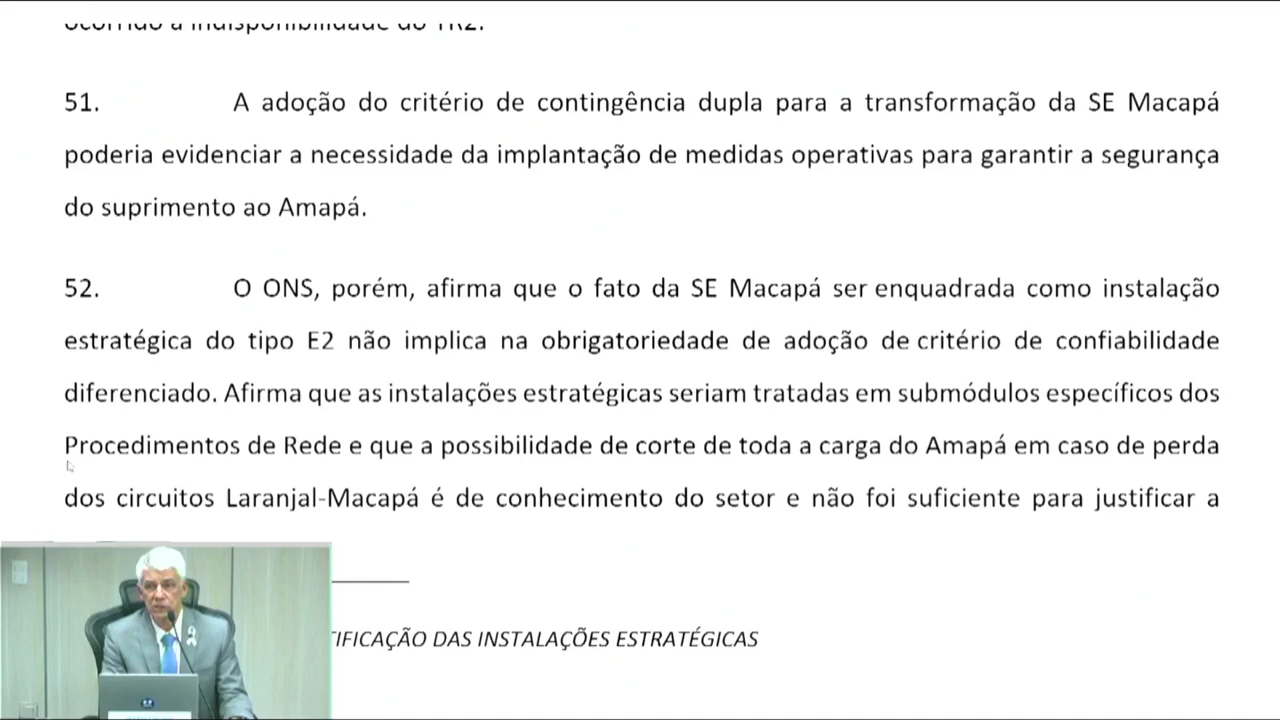 ocorrido a indisponibilidade do TR2.
51. A adoção do critério de contingência dupla para a transformação da SE Macapá
poderia evidenciar a necessidade da implantação de medidas operativas para garantir a segurança
do suprimento ao Amapá.
52. O ONS, porém, afirma que o fato da SE Macapá ser enquadrada como instalação
estratégica do tipo E2 não implica na obrigatoriedade de adoção de critério de confiabilidade
diferenciado. Afirma que as instalações estratégicas seriam tratadas em submódulos específicos dos
Procedimentos de Rede e que a possibilidade de corte de toda a carga do Amapá em caso de perda
dos circuitos Laranjal-Macapá é de conhecimento do setor e não foi suficiente para justificar a
TIFICAÇÃO DAS INSTALAÇÕES ESTRATÉGICAS